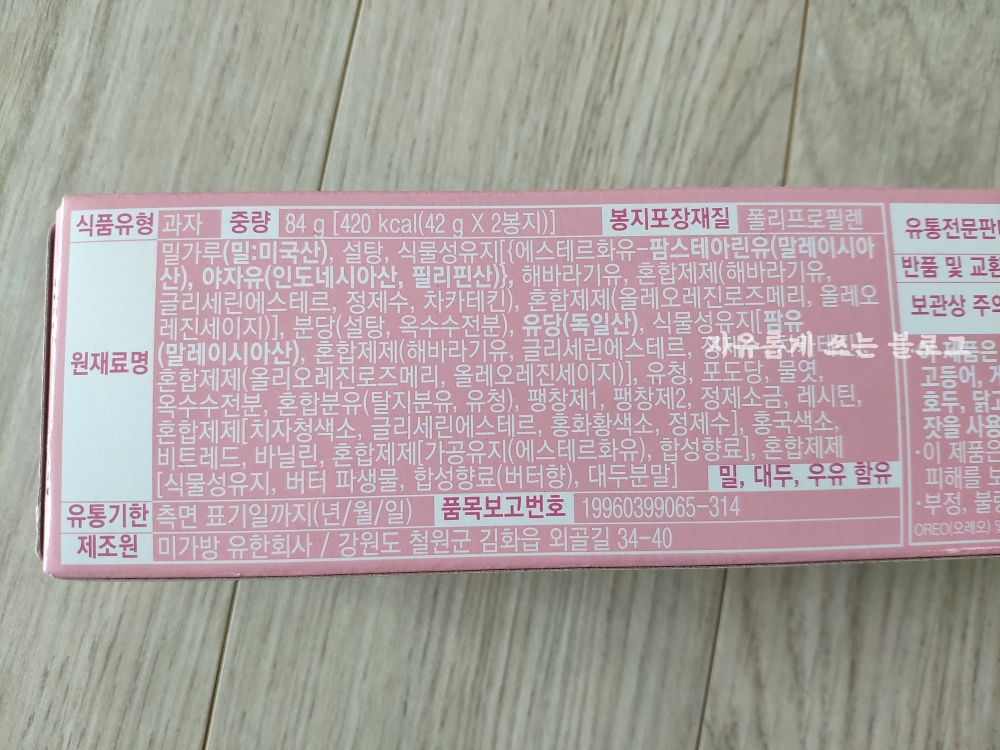 식품유형 과자 중량 84 g [420 kcal(42 g X 2봉지)] 봉지포장재질 폴리프로필렌
원재료명
밀가루(밀:미국산), 설탕, 식물성유지[{에스테르화유-팜스테아린유(말레이시아
산), 야자유(인도네시아산, 필리핀산)}, 해바라기유, 혼합제제(해바라기유,
글리세린에스테르, 정제수, 차카테킨), 혼합제제(올레오레진로즈메리, 올레오
레진세이지)], 분당(설탕, 옥수수전분), 유당(독일산), 식물성유지[팜유
(말레이시아산), 혼합제제(해바라기유, 글리세린에스테르,
혼합제제(올리오레진로즈메리, 올레오레진세이지)], 유청, 포도당, 물엿,
옥수수전분, 혼합분유(탈지분유, 유청), 팽창제1, 팽창제2, 정제소금, 레시틴,
혼합제제[치자청색소, 글리세린에스테르, 홍화황색소, 정제수], 홍국색소,
비트레드, 바닐린, 혼합제제[가공유지(에스테르화유), 합성향료], 혼합제제
[식물성유지, 버터 파생물, 합성향료(버터향), 대두분말] 밀, 대두, 우유 함유
유통기한 측면 표기일까지(년/월/일) 품목보고번호 19960399065-314
제조원 미가방 유한회사 / 강원도 철원군 김화읍 외골길 34-40
유통전문판
반품 및 교환
보관상 주의
자유롭게 쓰는 블로그
제품은
고등어,
호두, 닭고
잣을 사용
·이 제품은
피해를 보
·부정, 불량
OREO(오레오)